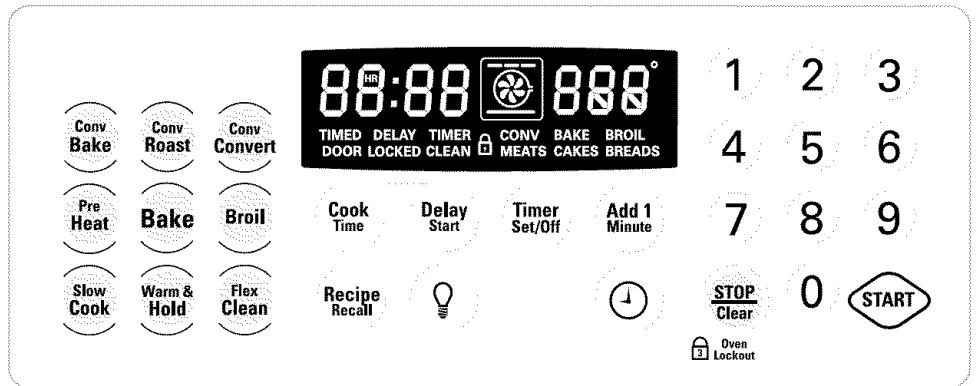 Conv
Bake
Conv
Roast
Conv
Convert
Pre
Heat
Bake
Broil
Slow
Cook
Warm &
Hold
Flex
Clean
88:88
HR
888°
TIMED DELAY TIMER CONV BAKE BROIL
DOOR LOCKED CLEAN MEATS CAKES BREADS
Cook
Time
Delay
Start
Timer
Set/Off
Add 1
Minute
Recipe
Recall
1 2 3
4 5 6
7 8 9
STOP
Clear
0
START
3
Oven
Lockout